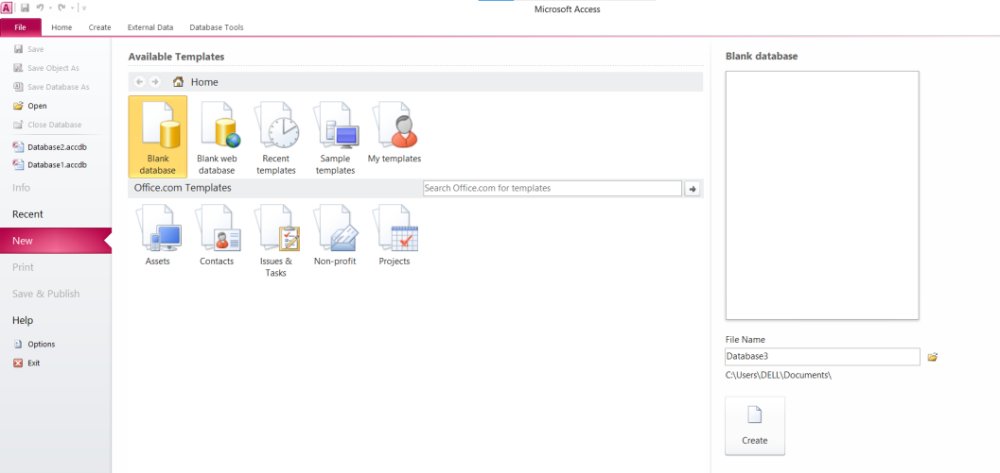 A
Microsoft Access
File Home Create External Data Database Tools
Save
Save Object As
Save Database As
Open
Close Database
Database2.accdb
Database1.accdb
Info
Recent
New
Print
Save & Publish
Help
Options
Exit
Available Templates
Home
Blank
database
Blank web
database
Recent
templates
Sample
templates
My templates
Office.com Templates
Search Office.com for templates
Assets
Contacts
Issues &
Tasks
Non-profit
Projects
Blank database
File Name
Database3
C:\Users\DELL\Documents\
Create